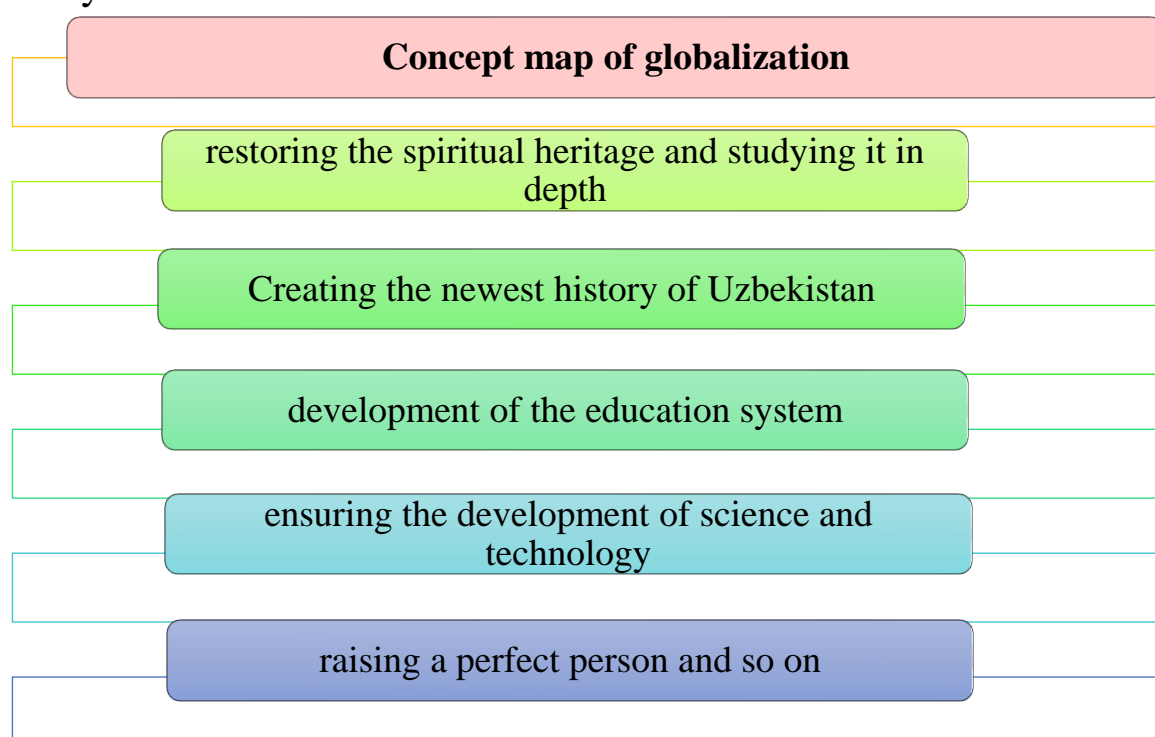 Concept map of globalization
restoring the spiritual heritage and studying it in
depth
Creating the newest history of Uzbekistan
development of the education system
ensuring the development of science and
technology
raising a perfect person and so on